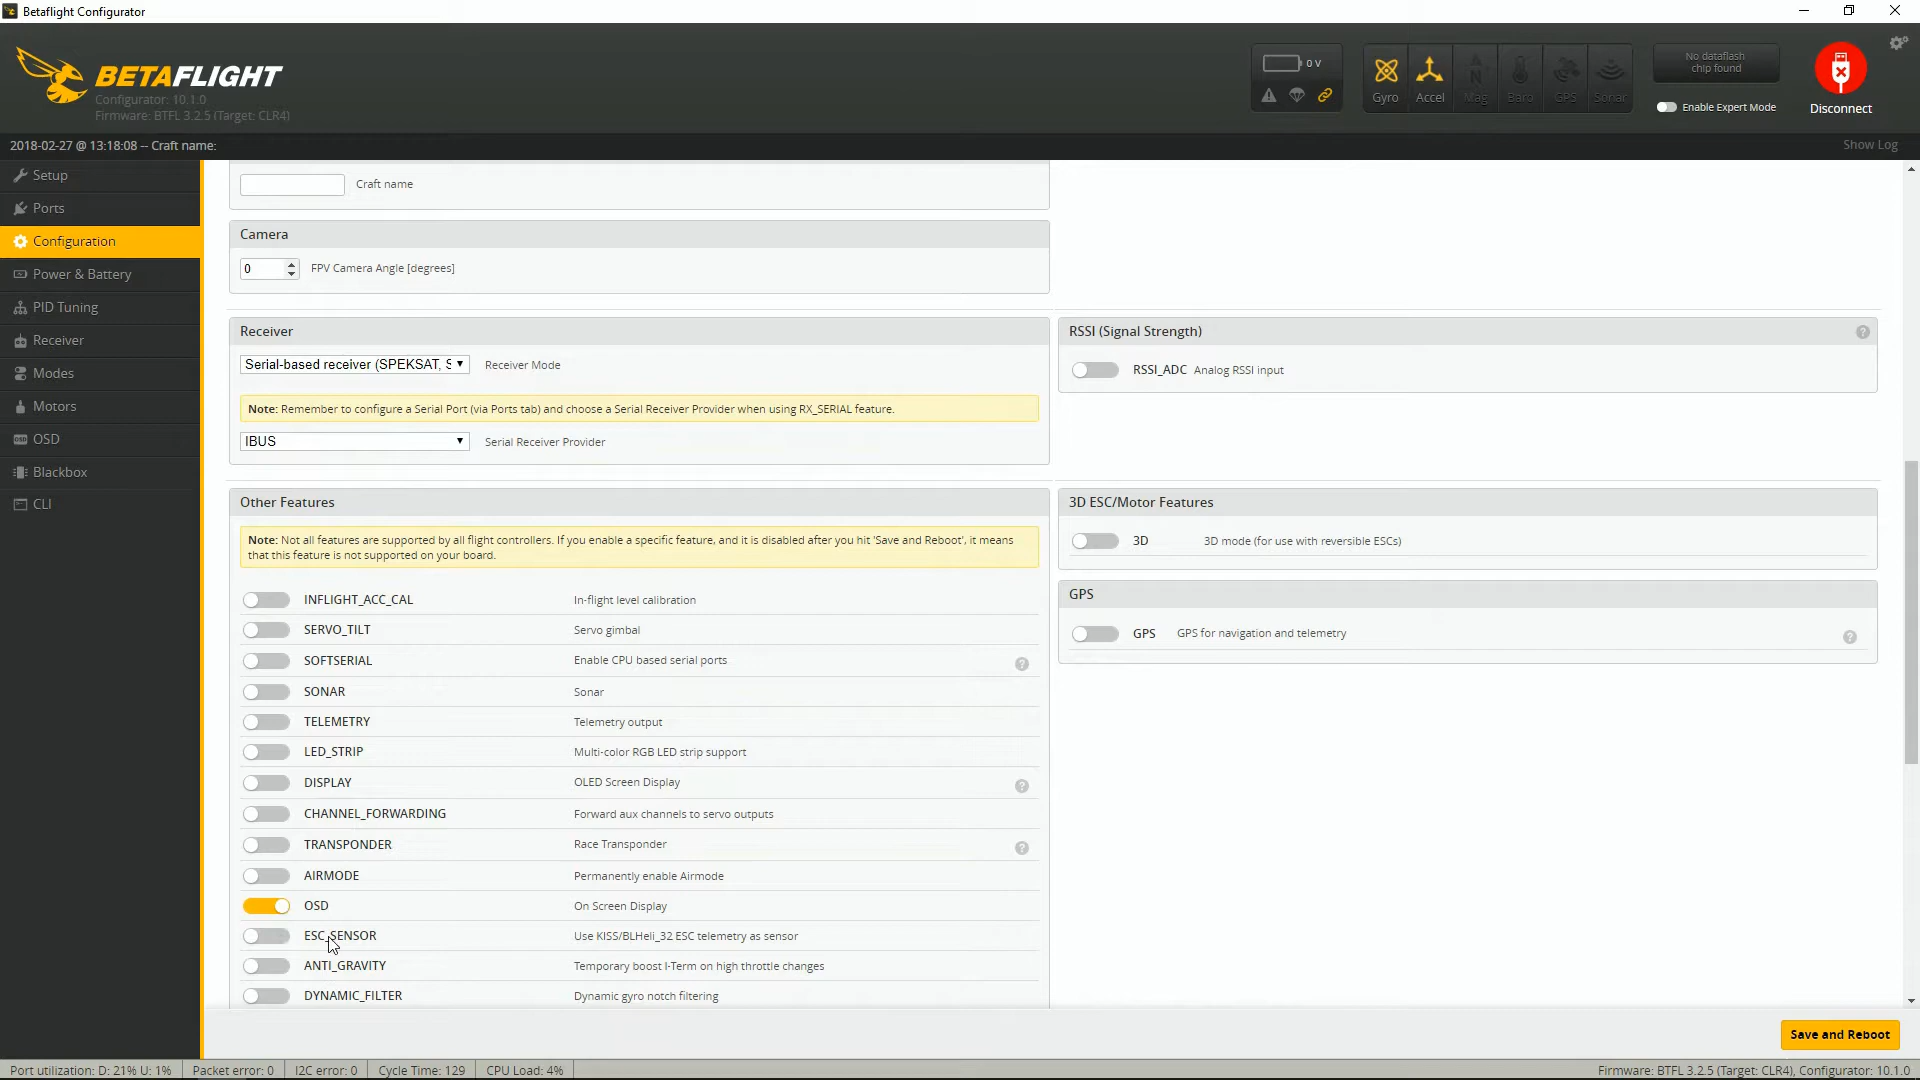 Betaflight Configurator
BETAFLIGHT
Configurator: 10.1.0
Firmware: BTFL 3.2.5 (Target: CLR4)
0 V
Gyro
Accel
Mag
Baro
GPS
Sonar
No dataflash
chip found
Enable Expert Mode
Disconnect
2018-02-27 @ 13:18:08 -- Craft name:
Show Log
Setup
Ports
Configuration
Power & Battery
PID Tuning
Receiver
Modes
Motors
OSD
Blackbox
CLI
Craft name
Camera
0 FPV Camera Angle [degrees]
Receiver
Serial-based receiver (SPEKSAT, S Receiver Mode
Note: Remember to configure a Serial Port (via Ports tab) and choose a Serial Receiver Provider when using RX_SERIAL feature.
IBUS Serial Receiver Provider
RSSI (Signal Strength)
RSSI_ADC Analog RSSI input
Other Features
Note: Not all features are supported by all flight controllers. If you enable a specific feature, and it is disabled after you hit 'Save and Reboot', it means
that this feature is not supported on your board.
INFLIGHT_ACC_CAL In-flight level calibration
SERVO_TILT Servo gimbal
SOFTSERIAL Enable CPU based serial ports
SONAR Sonar
TELEMETRY Telemetry output
LED_STRIP Multi-color RGB LED strip support
DISPLAY OLED Screen Display
CHANNEL_FORWARDING Forward aux channels to servo outputs
TRANSPONDER Race Transponder
AIRMODE Permanently enable Airmode
OSD On Screen Display
ESC_SENSOR Use KISS/BLHeli_32 ESC telemetry as sensor
ANTI_GRAVITY Temporary boost I-Term on high throttle changes
DYNAMIC_FILTER Dynamic gyro notch filtering
3D ESC/Motor Features
3D 3D mode (for use with reversible ESCs)
GPS
GPS GPS for navigation and telemetry
Save and Reboot
Port utilization: D: 21% U: 1% Packet error: 0 I2C error: 0 Cycle Time: 129 CPU Load: 4%
Firmware: BTFL 3.2.5 (Target: CLR4), Configurator: 10.1.0